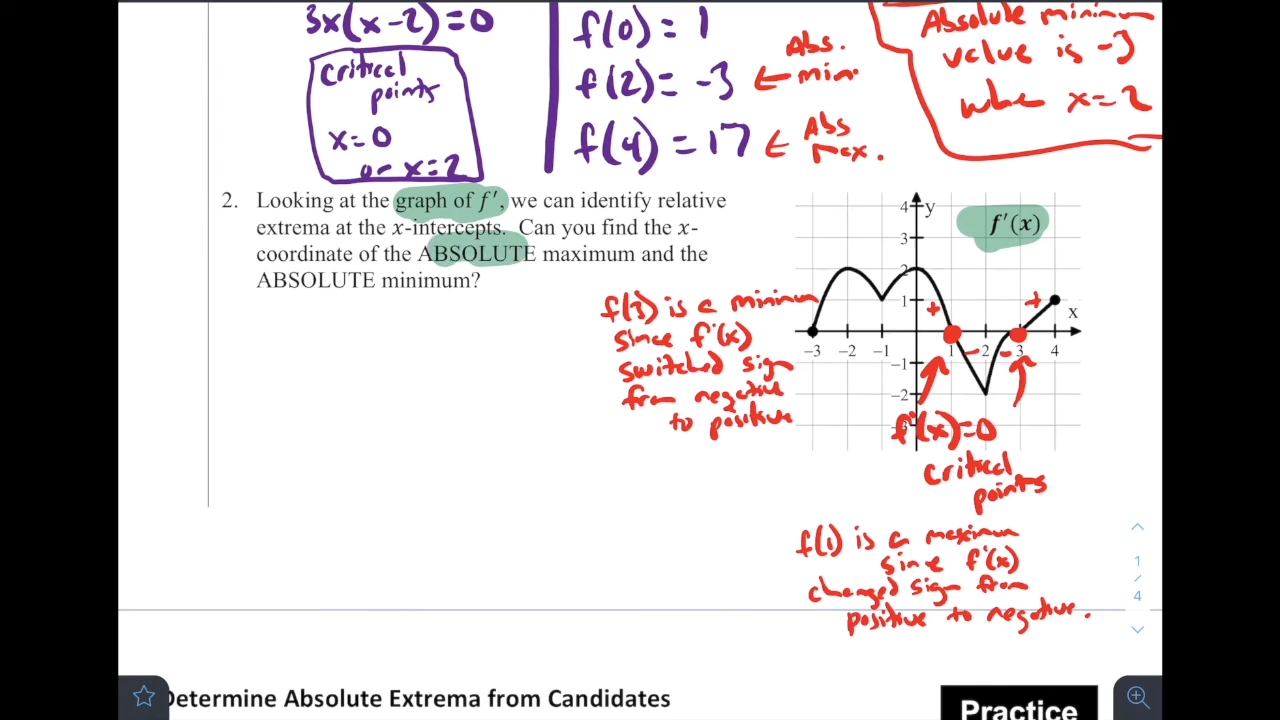 3x(x-2)=0
critical
points
x=0
or x=2
f(0)=1
f(2)=-3
f(4)=17
Abs.
← min.
← Abs
Max.
Absolute minimum
value is -3
when x=2
2. Looking at the graph of f′, we can identify relative
extrema at the x-intercepts. Can you find the x-
coordinate of the ABSOLUTE maximum and the
ABSOLUTE minimum?
f(3) is a minimum
since f'(x)
switched sign
from negative
to positive
y
f′(x)
4
3
2
1
x
-3 -2 -1 1 2 3 4
-1
-2
+ - - +
f'(x)=0
critical
points
f(1) is a maximum
since f'(x)
changed sign from
positive to negative.
1
/
4
Determine Absolute Extrema from Candidates
Practice